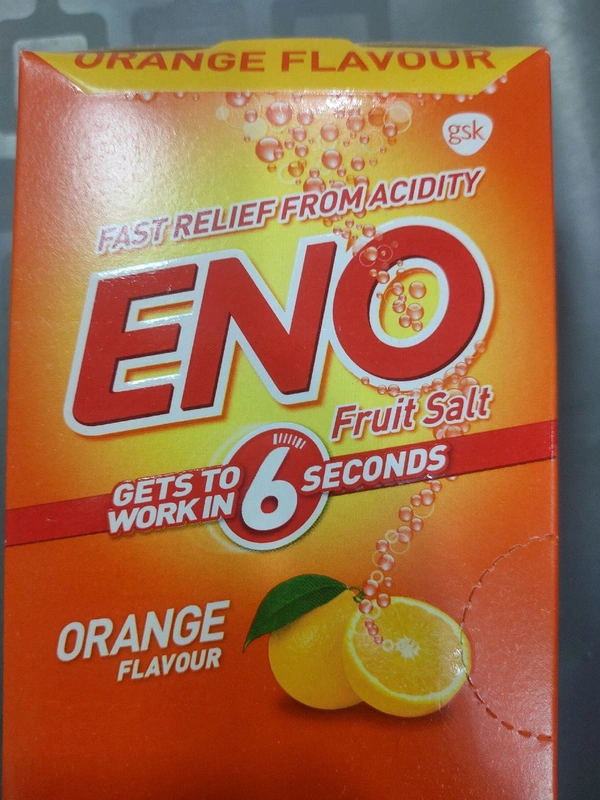 ORANGE FLAVOUR
gsk
FAST RELIEF FROM ACIDITY
ENO
Fruit Salt
GETS TO
WORK IN 6 SECONDS
ORANGE
FLAVOUR